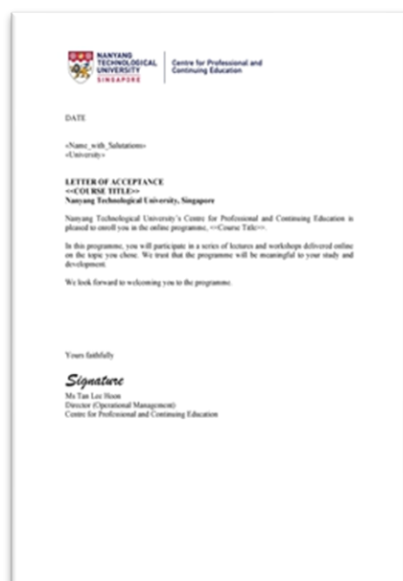 NANYANG
TECHNOLOGICAL
UNIVERSITY
SINGAPORE
Centre for Professional and
Continuing Education
DATE
<Name_with_Salutations>
<University>
LETTER OF ACCEPTANCE
<<COURSE TITLE>>
Nanyang Technological University, Singapore
Nanyang Technological University's Centre for Professional and Continuing Education is
pleased to enroll you in the online programme, <<Course Title>>.
In this programme, you will participate in a series of lectures and workshops delivered online
on the topic you chose. We trust that the programme will be meaningful to your study and
development.
We look forward to welcoming you to the programme.
Yours faithfully
Signature
Ms Tan Lee Hoon
Director (Operational Management)
Centre for Professional and Continuing Education